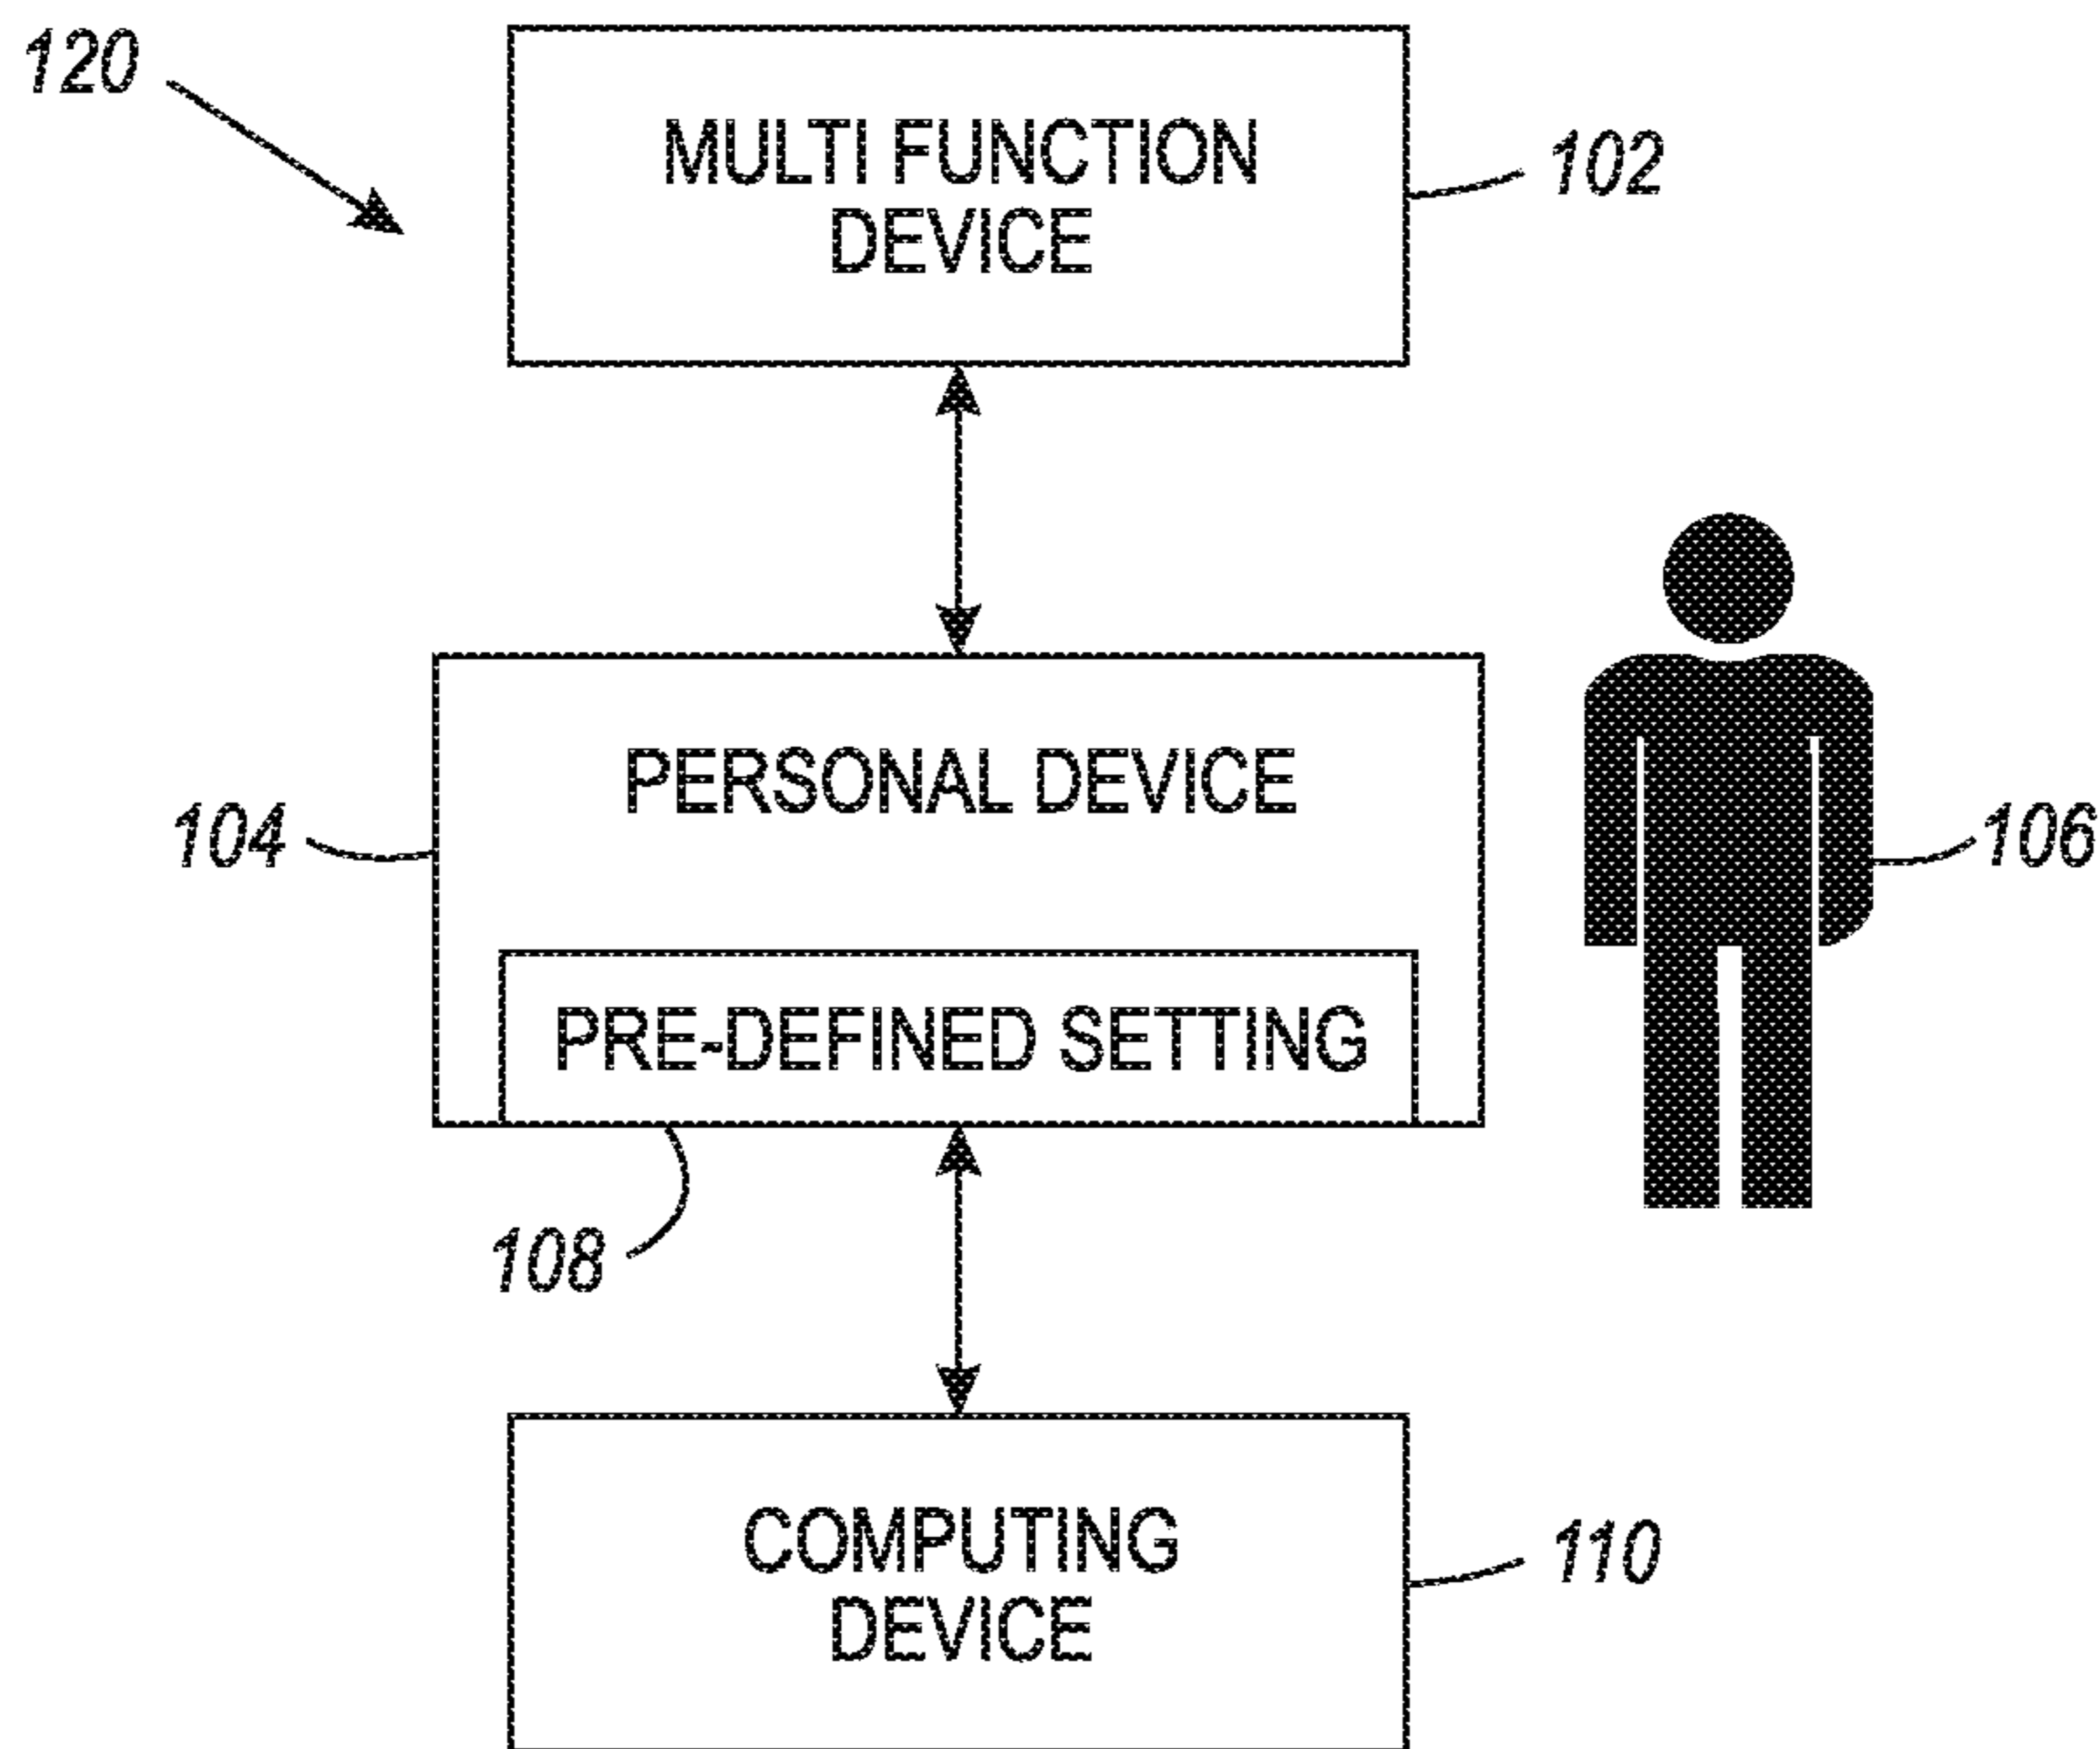 120
MULTI FUNCTION
DEVICE
102
PERSONAL DEVICE
104
106
PRE-DEFINED SETTING
108
COMPUTING
DEVICE
110